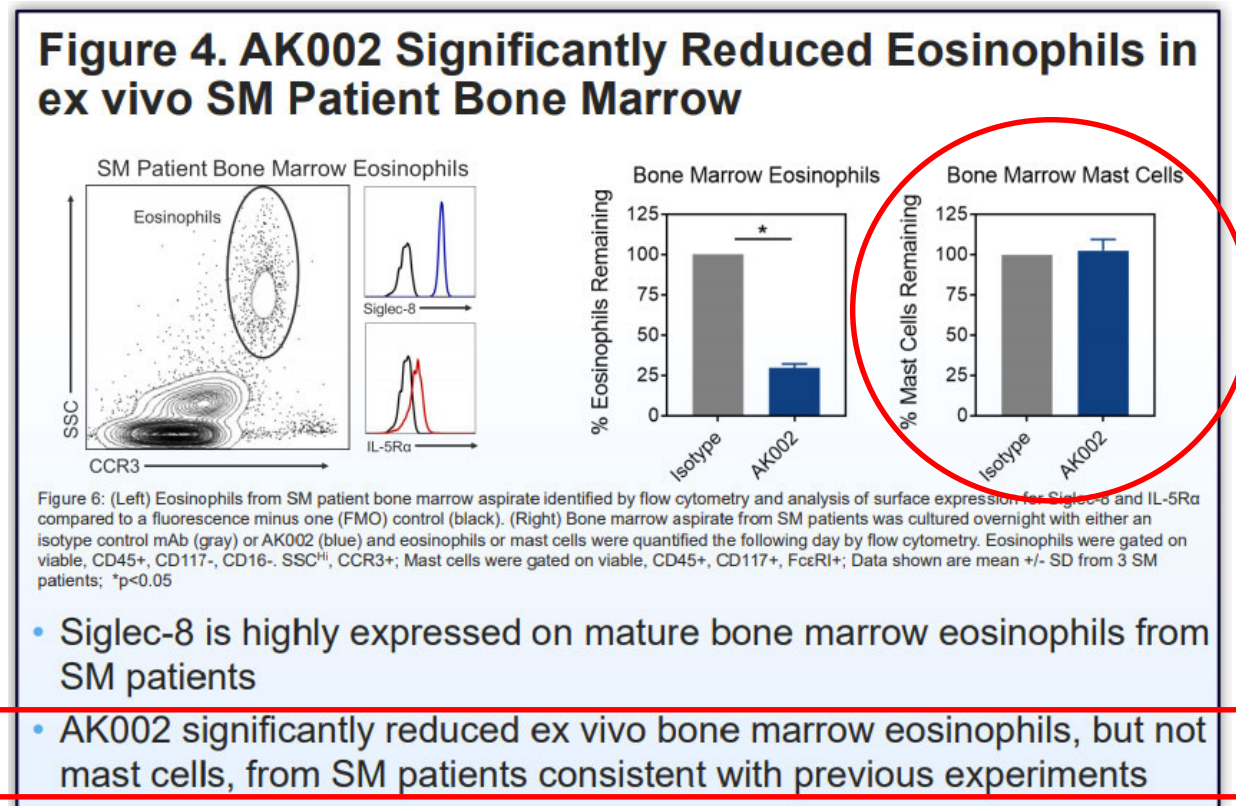 Figure 4. AK002 Significantly Reduced Eosinophils in
ex vivo SM Patient Bone Marrow
SM Patient Bone Marrow Eosinophils
Eosinophils
SSC
CCR3
Siglec-8
IL-5Rα
Bone Marrow Eosinophils
% Eosinophils Remaining
125
100
75
50
25
0
*
Isotype
AK002
Bone Marrow Mast Cells
% Mast Cells Remaining
125
100
75
50
25
0
Isotype
AK002
Figure 6: (Left) Eosinophils from SM patient bone marrow aspirate identified by flow cytometry and analysis of surface expression for Siglec-8 and IL-5Rα
compared to a fluorescence minus one (FMO) control (black). (Right) Bone marrow aspirate from SM patients was cultured overnight with either an
isotype control mAb (gray) or AK002 (blue) and eosinophils or mast cells were quantified the following day by flow cytometry. Eosinophils were gated on
viable, CD45+, CD117-, CD16-. SSCHi, CCR3+; Mast cells were gated on viable, CD45+, CD117+, FcεRI+; Data shown are mean +/- SD from 3 SM
patients; *p<0.05
• Siglec-8 is highly expressed on mature bone marrow eosinophils from
SM patients
• AK002 significantly reduced ex vivo bone marrow eosinophils, but not
mast cells, from SM patients consistent with previous experiments